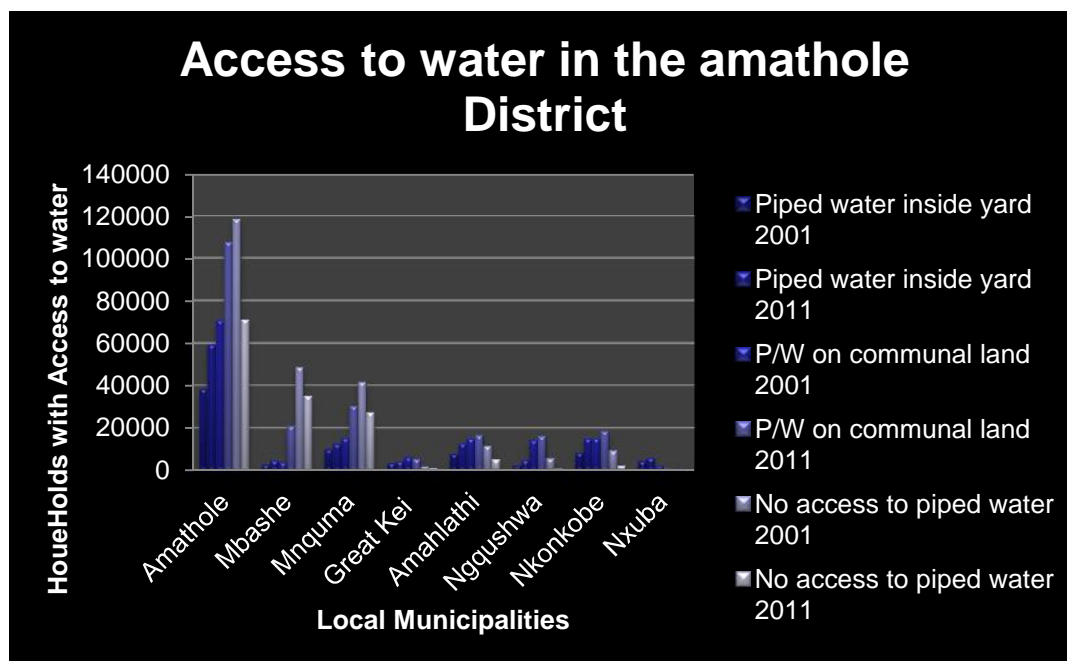 Access to water in the amathole
District
HoueHolds with Access to water
140000
120000
100000
80000
60000
40000
20000
0
Amathole
Mbashe
Mnquma
Great Kei
Amahlathi
Ngqushwa
Nkonkobe
Nxuba
Local Municipalities
Piped water inside yard
2001
Piped water inside yard
2011
P/W on communal land
2001
P/W on communal land
2011
No access to piped water
2001
No access to piped water
2011